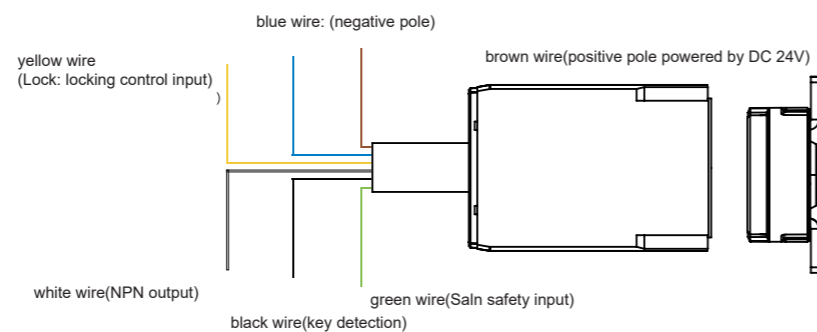 blue wire: (negative pole)
brown wire(positive pole powered by DC 24V)
yellow wire
(Lock: locking control input)
)
white wire(NPN output)
green wire(SaIn safety input)
black wire(key detection)